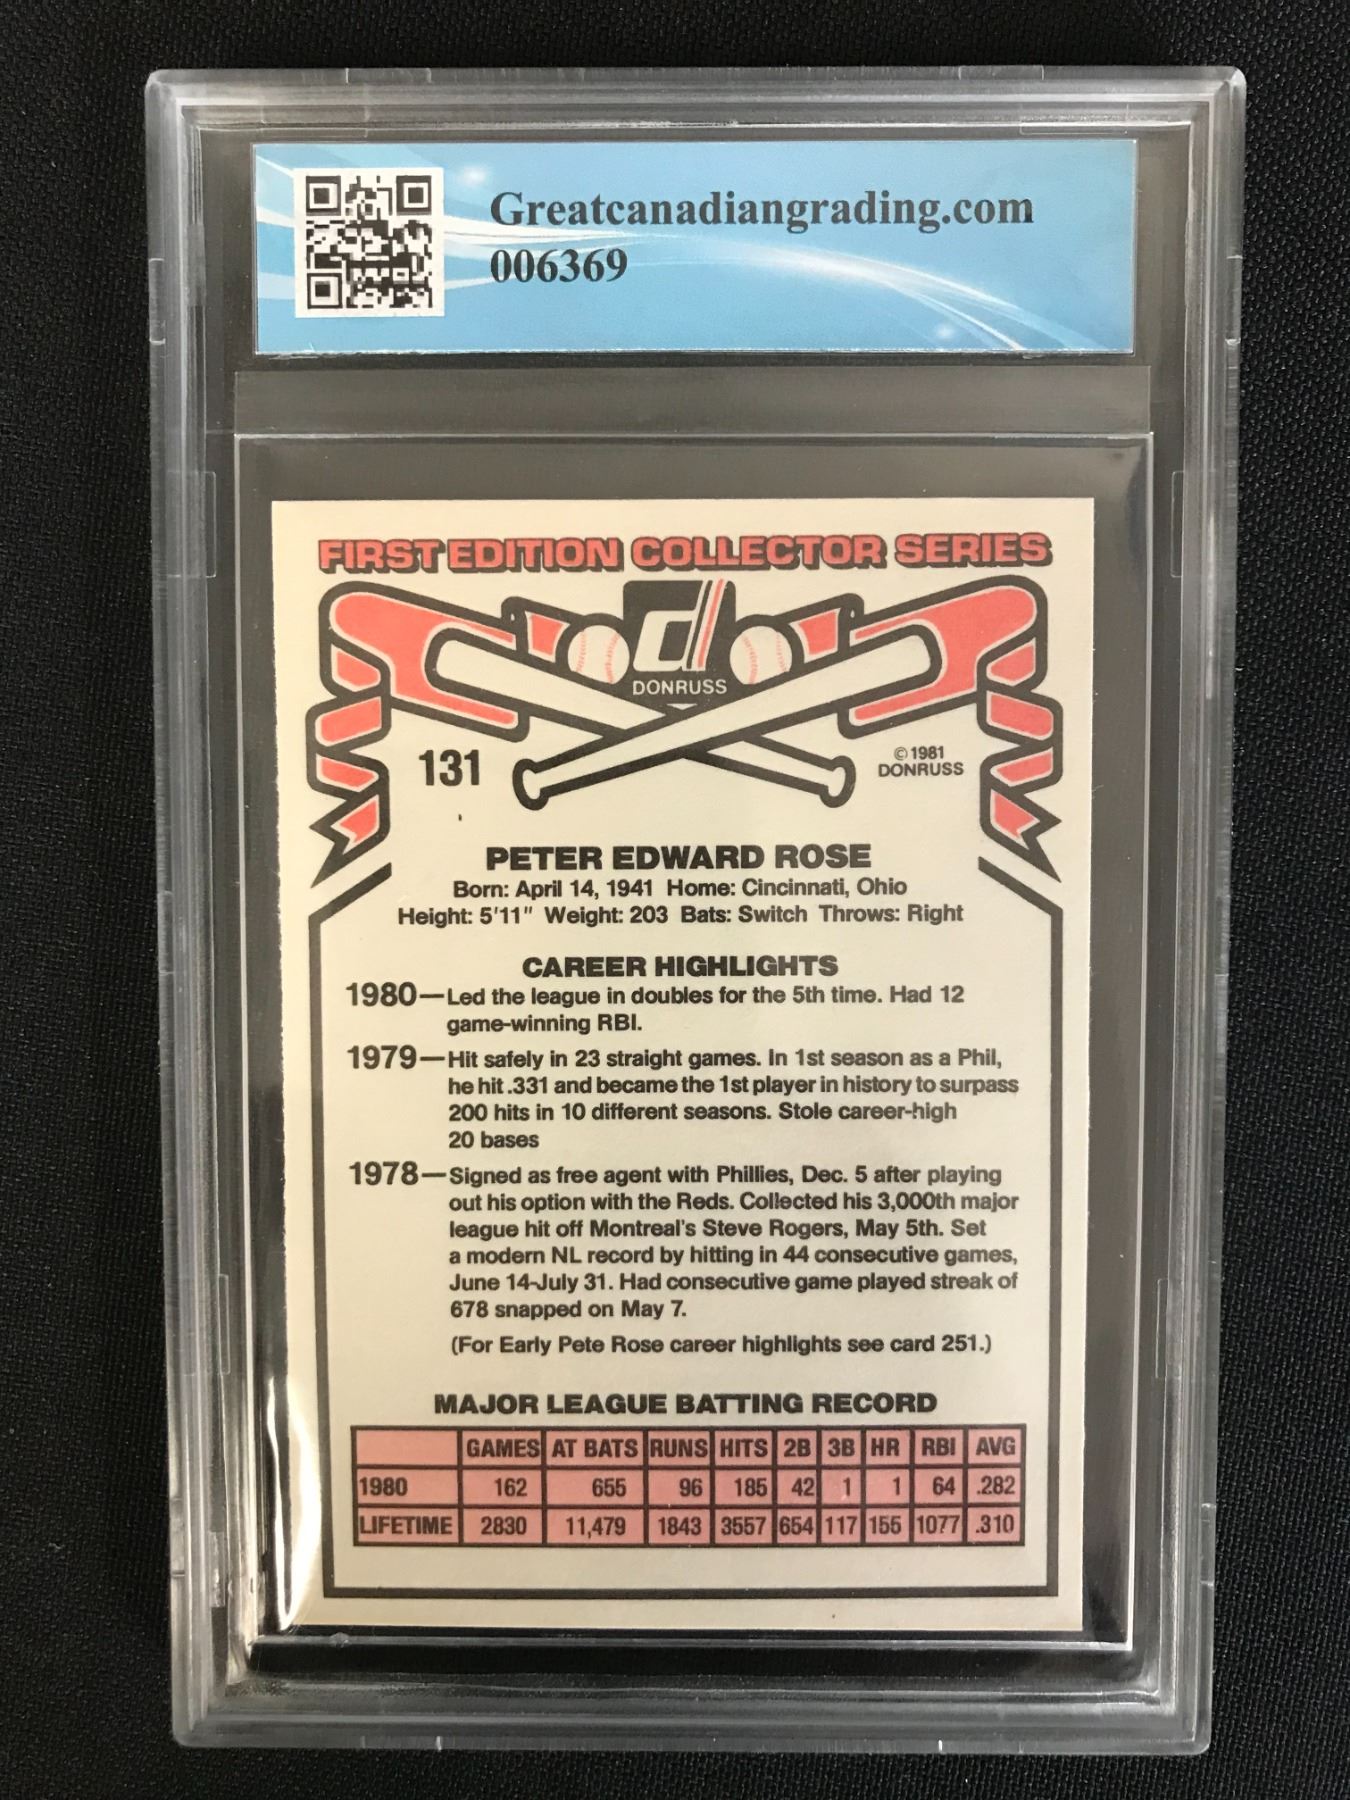 Greatcanadiangrading.com
006369
FIRST EDITION COLLECTOR SERIES
d
DONRUSS
131
© 1981
DONRUSS
PETER EDWARD ROSE
Born: April 14, 1941 Home: Cincinnati, Ohio
Height: 5'11" Weight: 203 Bats: Switch Throws: Right
CAREER HIGHLIGHTS
1980—Led the league in doubles for the 5th time. Had 12
game-winning RBI.
1979—Hit safely in 23 straight games. In 1st season as a Phil,
he hit .331 and became the 1st player in history to surpass
200 hits in 10 different seasons. Stole career-high
20 bases
1978—Signed as free agent with Phillies, Dec. 5 after playing
out his option with the Reds. Collected his 3,000th major
league hit off Montreal's Steve Rogers, May 5th. Set
a modern NL record by hitting in 44 consecutive games,
June 14-July 31. Had consecutive game played streak of
678 snapped on May 7.
(For Early Pete Rose career highlights see card 251.)
MAJOR LEAGUE BATTING RECORD
GAMES AT BATS RUNS HITS 2B 3B HR RBI AVG
1980 162 655 96 185 42 1 1 64 .282
LIFETIME 2830 11,479 1843 3557 654 117 155 1077 .310